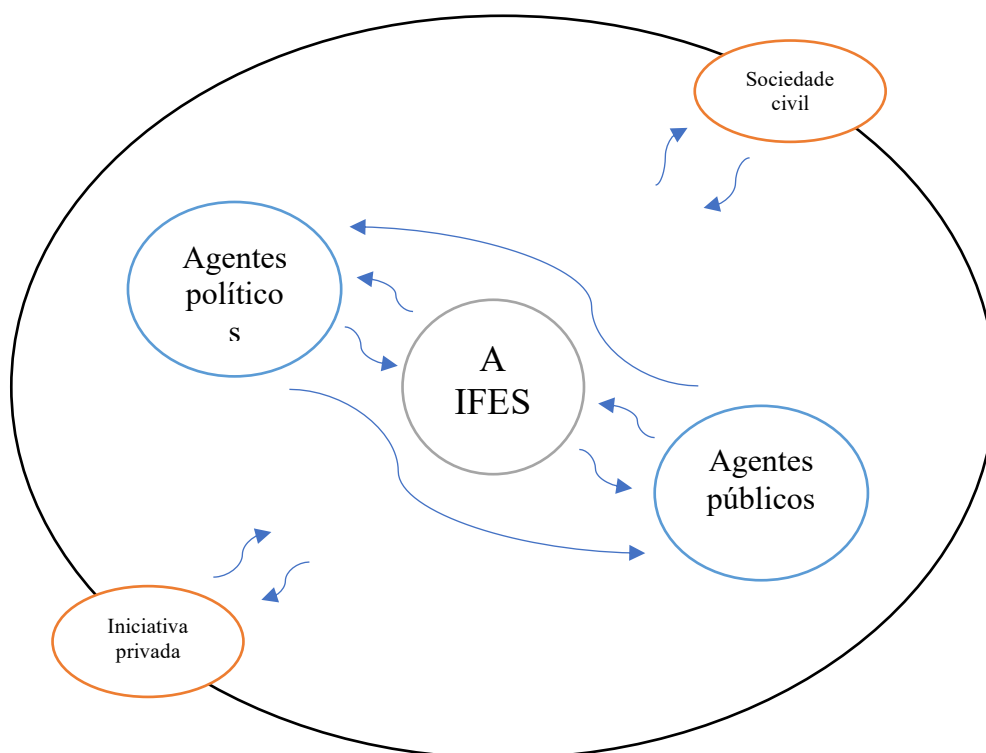 Sociedade
civil
Agentes
político
s
A
IFES
Agentes
públicos
Iniciativa
privada